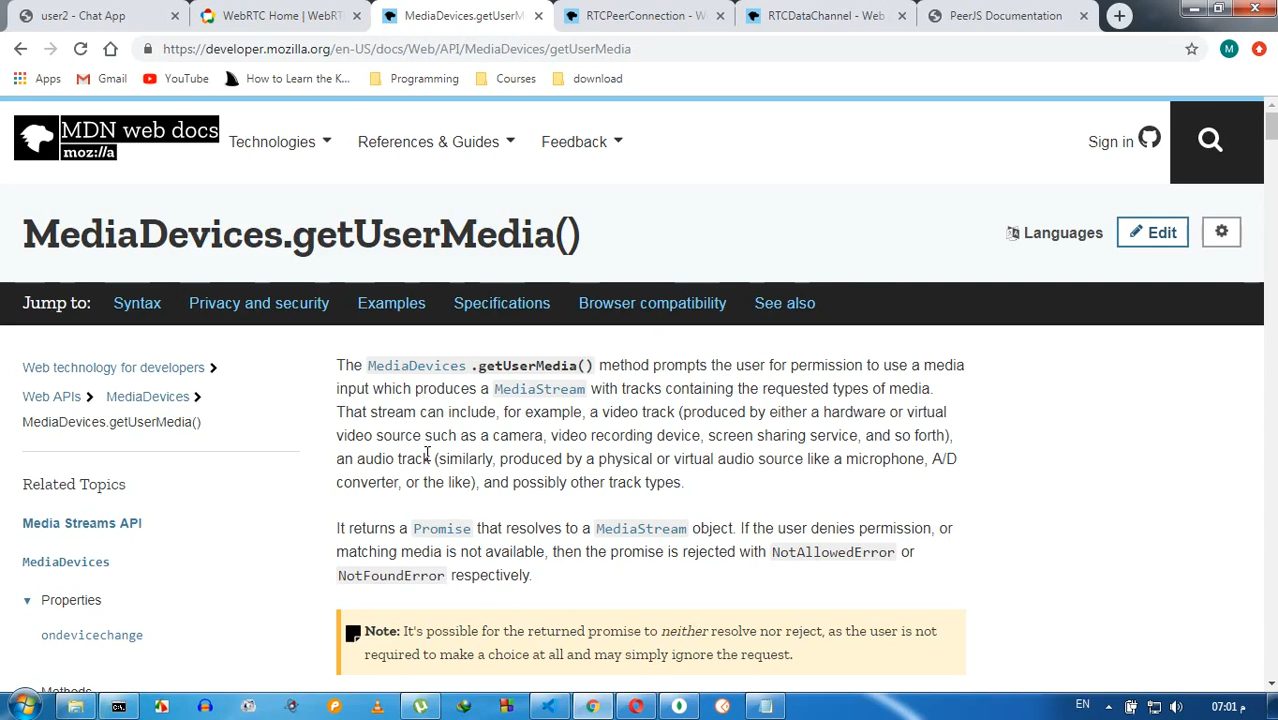 user2 - Chat App
WebRTC Home | WebRT
MediaDevices.getUserM
RTCPeerConnection - We
RTCDataChannel - Web
PeerJS Documentation
https://developer.mozilla.org/en-US/docs/Web/API/MediaDevices/getUserMedia
M
Apps
Gmail
YouTube
How to Learn the K...
Programming
Courses
download
MDN web docs
moz://a
Technologies
References & Guides
Feedback
Sign in
MediaDevices.getUserMedia()
Languages
Edit
Jump to:
Syntax
Privacy and security
Examples
Specifications
Browser compatibility
See also
Web technology for developers
Web APIs
MediaDevices
MediaDevices.getUserMedia()
Related Topics
Media Streams API
MediaDevices
Properties
ondevicechange
Methods
The MediaDevices .getUserMedia() method prompts the user for permission to use a media
input which produces a MediaStream with tracks containing the requested types of media.
That stream can include, for example, a video track (produced by either a hardware or virtual
video source such as a camera, video recording device, screen sharing service, and so forth),
an audio track (similarly, produced by a physical or virtual audio source like a microphone, A/D
converter, or the like), and possibly other track types.
It returns a Promise that resolves to a MediaStream object. If the user denies permission, or
matching media is not available, then the promise is rejected with NotAllowedError or
NotFoundError respectively.
Note: It's possible for the returned promise to neither resolve nor reject, as the user is not
required to make a choice at all and may simply ignore the request.
EN
07:01 م